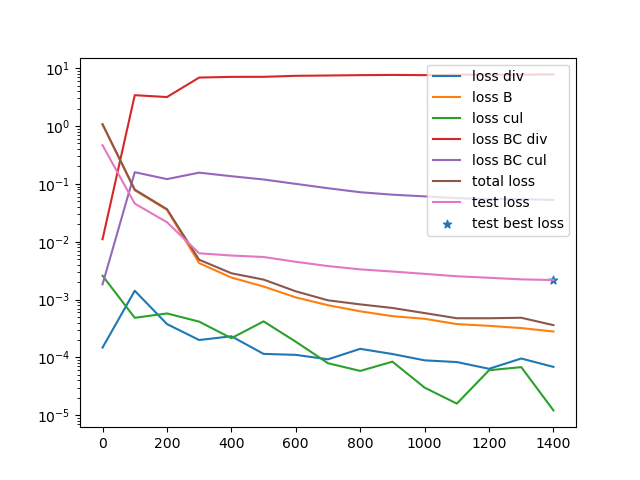 10¹
10⁰
10⁻¹
10⁻²
10⁻³
10⁻⁴
10⁻⁵
0 200 400 600 800 1000 1200 1400
loss div
loss B
loss cul
loss BC div
loss BC cul
total loss
test loss
test best loss